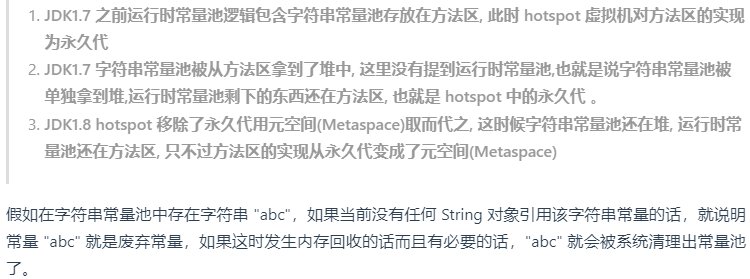 1. JDK1.7 之前运行时常量池逻辑包含字符串常量池存放在方法区, 此时 hotspot 虚拟机对方法区的实现
为永久代
2. JDK1.7 字符串常量池被从方法区拿到了堆中, 这里没有提到运行时常量池,也就是说字符串常量池被
单独拿到堆,运行时常量池剩下的东西还在方法区, 也就是 hotspot 中的永久代 。
3. JDK1.8 hotspot 移除了永久代用元空间(Metaspace)取而代之, 这时候字符串常量池还在堆, 运行时常
量池还在方法区, 只不过方法区的实现从永久代变成了元空间(Metaspace)
假如在字符串常量池中存在字符串 "abc"，如果当前没有任何 String 对象引用该字符串常量的话，就说明
常量 "abc" 就是废弃常量，如果这时发生内存回收的话而且有必要的话，"abc" 就会被系统清理出常量池
了。